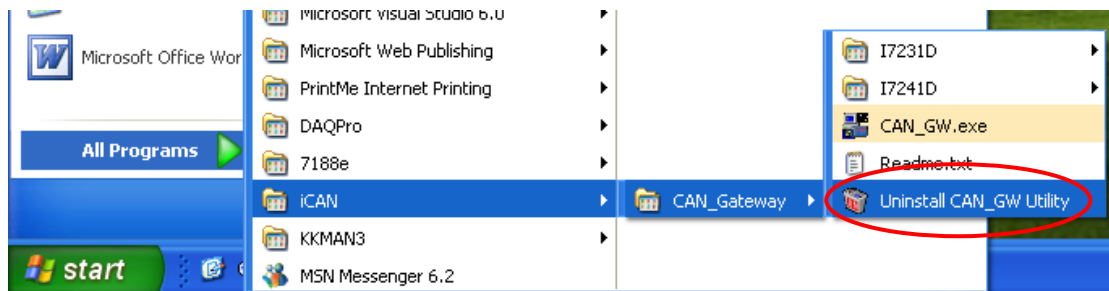 Microsoft Visual Studio 6.0
Microsoft Office Wor
Microsoft Web Publishing
PrintMe Internet Printing
DAQPro
All Programs
7188e
iCAN
KKMAN3
MSN Messenger 6.2
start
CAN_Gateway
I7231D
I7241D
CAN_GW.exe
Readme.txt
Uninstall CAN_GW Utility